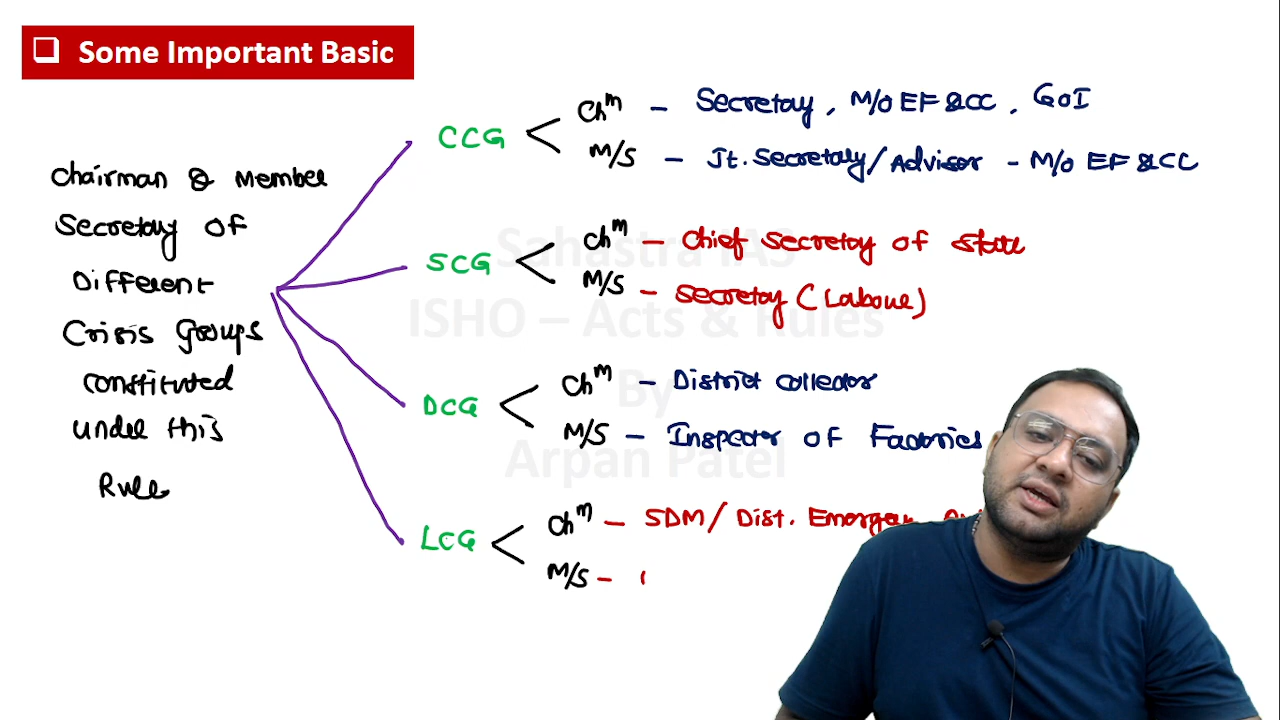 Some Important Basic
Chairman & Member
Secretary of
Different
Crisis Groups
constituted
under this
Rule
CCG
Chm – Secretary, M/o EF&CC, GoI
M/S – Jt. Secretary/Advisor – M/o EF&CC
SCG
Chm – Chief Secretary of State
M/S – Secretary (Labour)
DCG
Chm – District Collector
M/S – Inspector of Factories
LCG
Chm – SDM/Dist. Emergen
M/S –
Sahastra IAS
ISHO – Acts & Rules
By
Arpan Patel